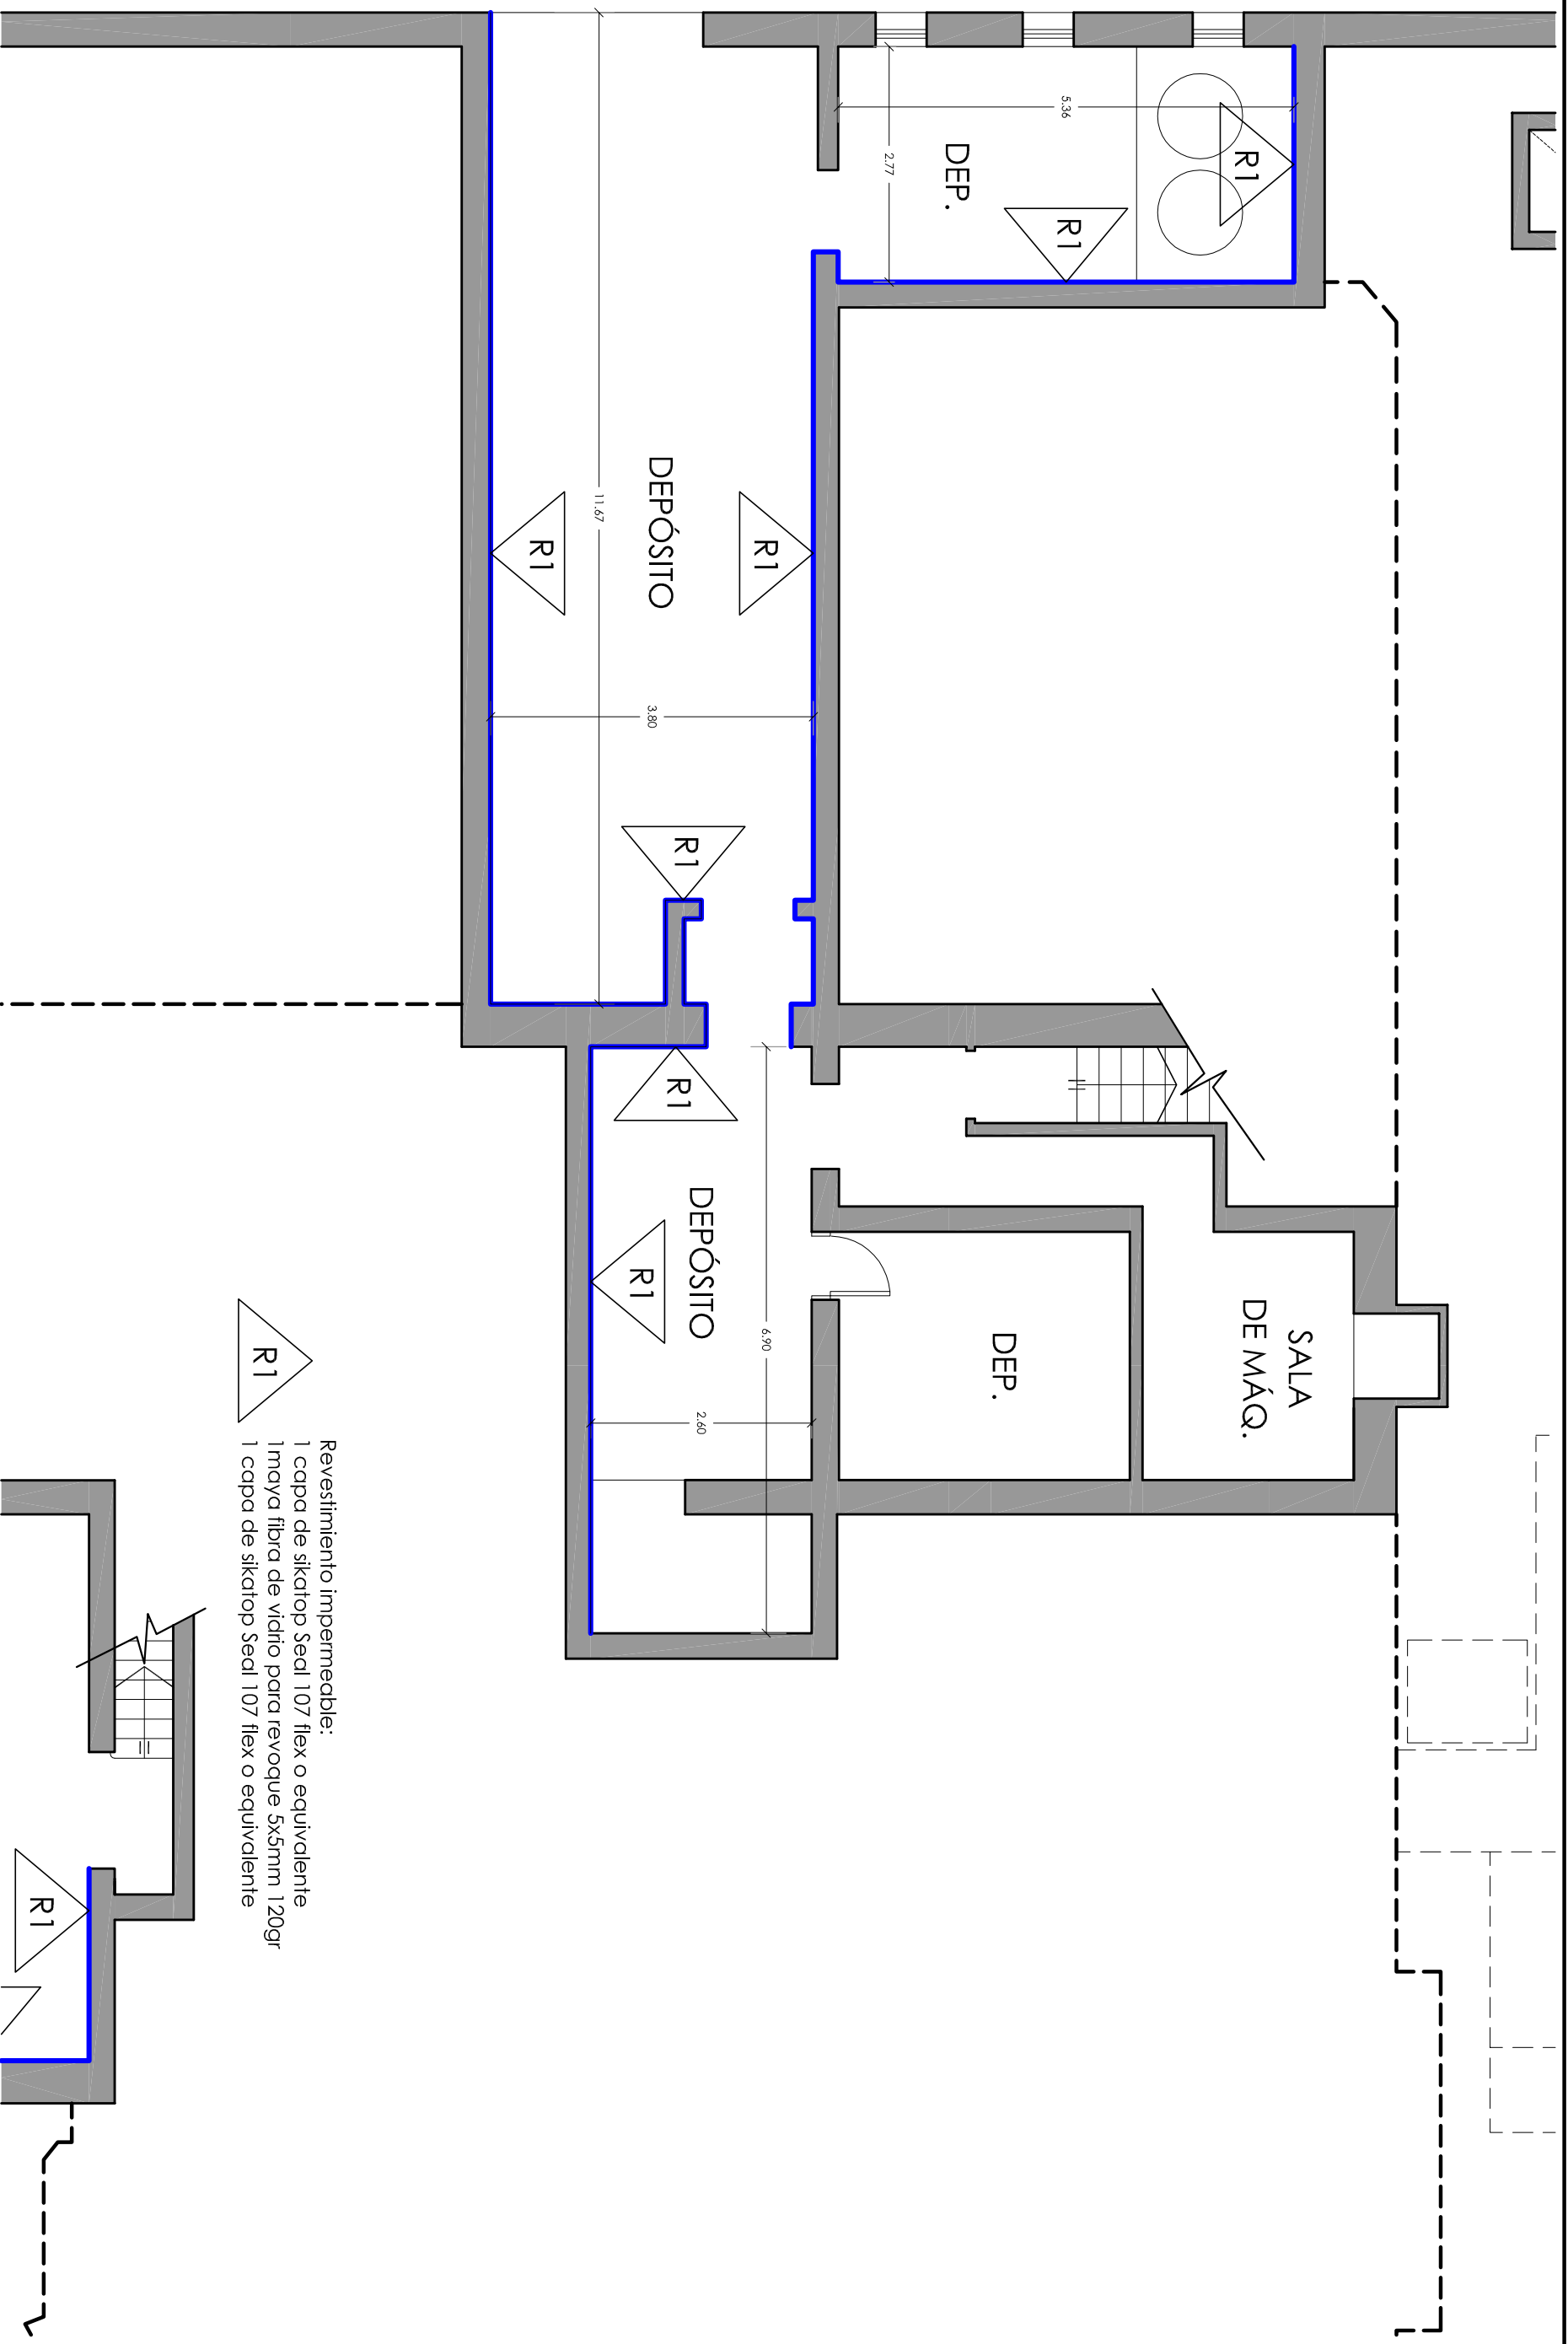 SALA
DE MÁQ.
R1
5.36
R1
DEP.
2.77
DEP.
R1
DEPÓSITO
3.80
11.67
R1
R1
6.90
DEPÓSITO
2.60
R1
R1
Revestimiento impermeable:
1 capa de sikatop Seal 107 flex o equivalente
1maya fibra de vidrio para revoque 5x5mm 120gr
1 capa de sikatop Seal 107 flex o equivalente
R1
R1